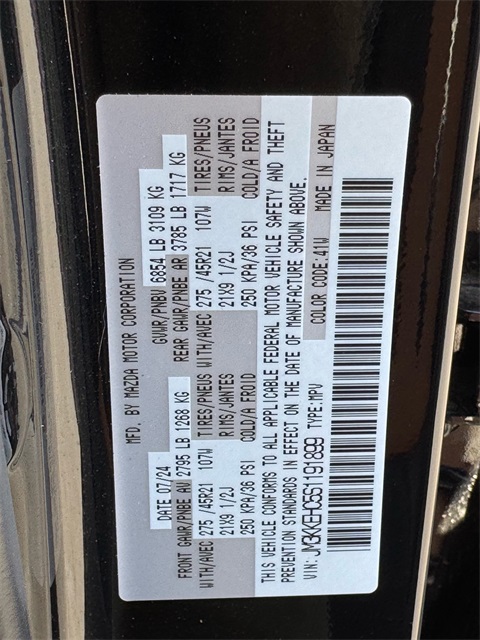 MFD. BY MAZDA MOTOR CORPORATION
DATE 07/24 GVWR/PNBV 6854 LB 3109 KG
FRONT GAWR/PNBE AV 2795 LB 1268 KG REAR GAWR/PNBE AR 3785 LB 1717 KG
WITH/AVEC 275 /45R21 107W TIRES/PNEUS WITH/AVEC 275 /45R21 107W TIRES/PNEUS
21X9 1/2J RIMS/JANTES 21X9 1/2J RIMS/JANTES
250 KPA/36 PSI COLD/A FROID 250 KPA/36 PSI COLD/A FROID
THIS VEHICLE CONFORMS TO ALL APPLICABLE FEDERAL MOTOR VEHICLE SAFETY AND THEFT
PREVENTION STANDARDS IN EFFECT ON THE DATE OF MANUFACTURE SHOWN ABOVE.
VIN:JM3KKEHC6S1191899 TYPE:MPV COLOR CODE:41W MADE IN JAPAN